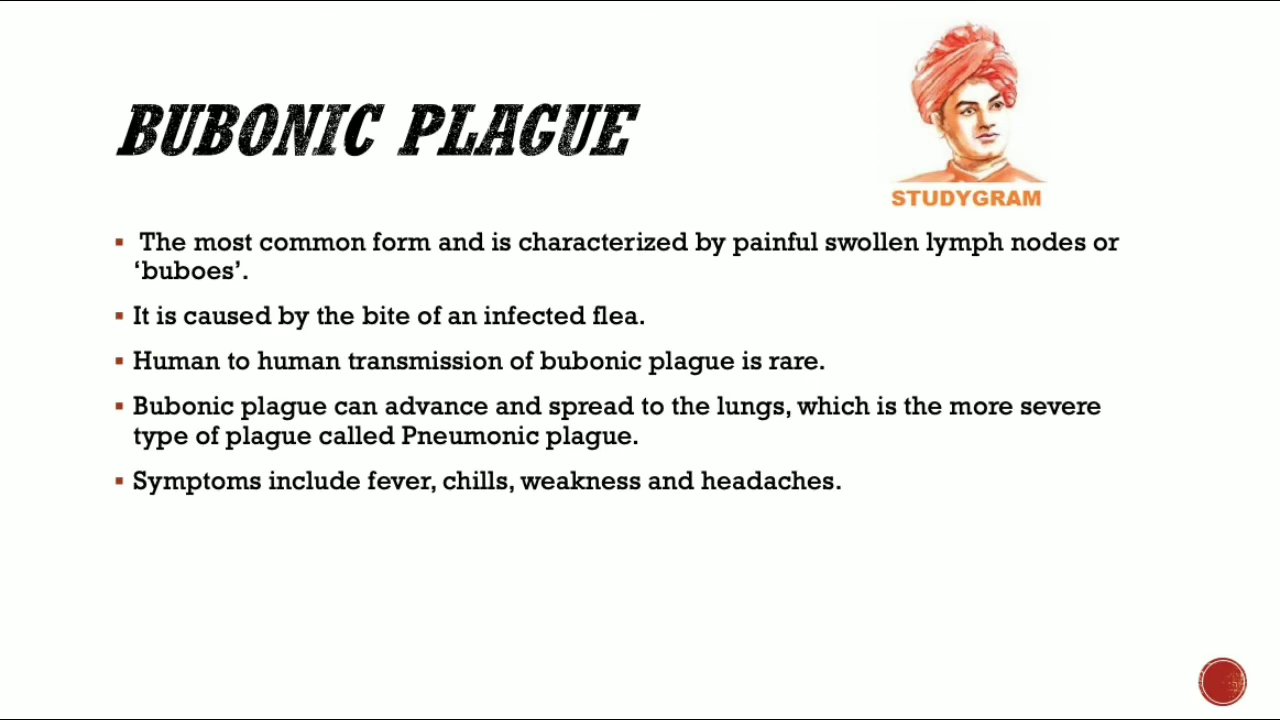 BUBONIC PLAGUE
STUDYGRAM
▪ The most common form and is characterized by painful swollen lymph nodes or
‘buboes’.
▪ It is caused by the bite of an infected flea.
▪ Human to human transmission of bubonic plague is rare.
▪ Bubonic plague can advance and spread to the lungs, which is the more severe
type of plague called Pneumonic plague.
▪ Symptoms include fever, chills, weakness and headaches.